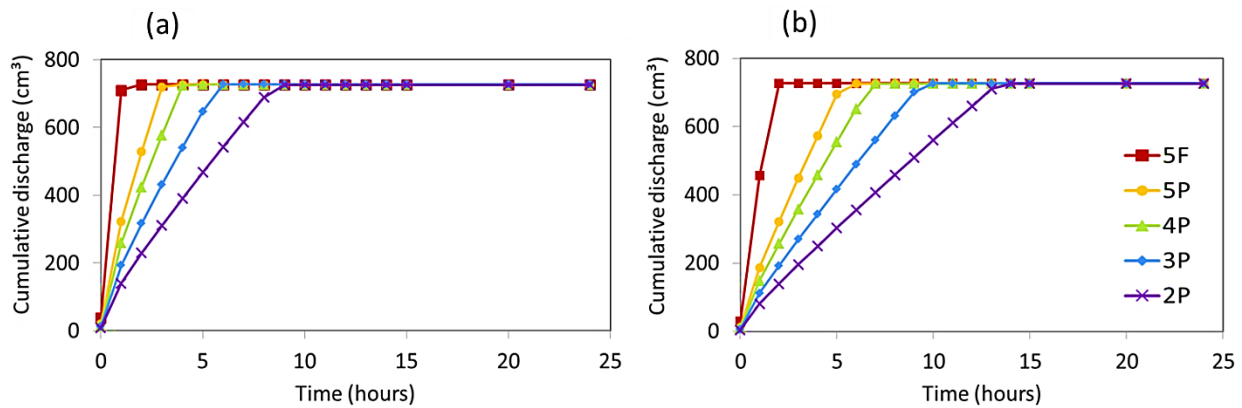 (a)
Cumulative discharge (cm³)
800
600
400
200
0
0 5 10 15 20 25
Time (hours)
(b)
Cumulative discharge (cm³)
800
600
400
200
0
0 5 10 15 20 25
Time (hours)
5F
5P
4P
3P
2P